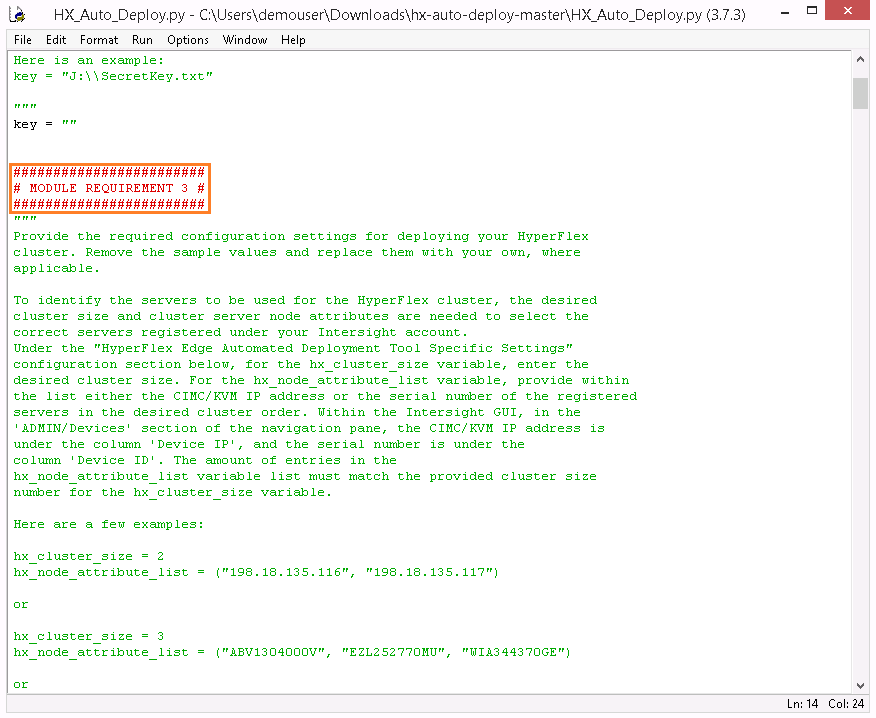 HX_Auto_Deploy.py - C:\Users\demouser\Downloads\hx-auto-deploy-master\HX_Auto_Deploy.py (3.7.3)
File Edit Format Run Options Window Help
Here is an example:
key = "J:\\SecretKey.txt"
"""
key = ""
########################
# MODULE REQUIREMENT 3 #
########################
"""
Provide the required configuration settings for deploying your HyperFlex
cluster. Remove the sample values and replace them with your own, where
applicable.
To identify the servers to be used for the HyperFlex cluster, the desired
cluster size and cluster server node attributes are needed to select the
correct servers registered under your Intersight account.
Under the "HyperFlex Edge Automated Deployment Tool Specific Settings"
configuration section below, for the hx_cluster_size variable, enter the
desired cluster size. For the hx_node_attribute_list variable, provide within
the list either the CIMC/KVM IP address or the serial number of the registered
servers in the desired cluster order. Within the Intersight GUI, in the
'ADMIN/Devices' section of the navigation pane, the CIMC/KVM IP address is
under the column 'Device IP', and the serial number is under the
column 'Device ID'. The amount of entries in the
hx_node_attribute_list variable list must match the provided cluster size
number for the hx_cluster_size variable.
Here are a few examples:
hx_cluster_size = 2
hx_node_attribute_list = ("198.18.135.116", "198.18.135.117")
or
hx_cluster_size = 3
hx_node_attribute_list = ("ABV1304000V", "EZL252770MU", "WIA344370GE")
or
Ln: 14 Col: 24